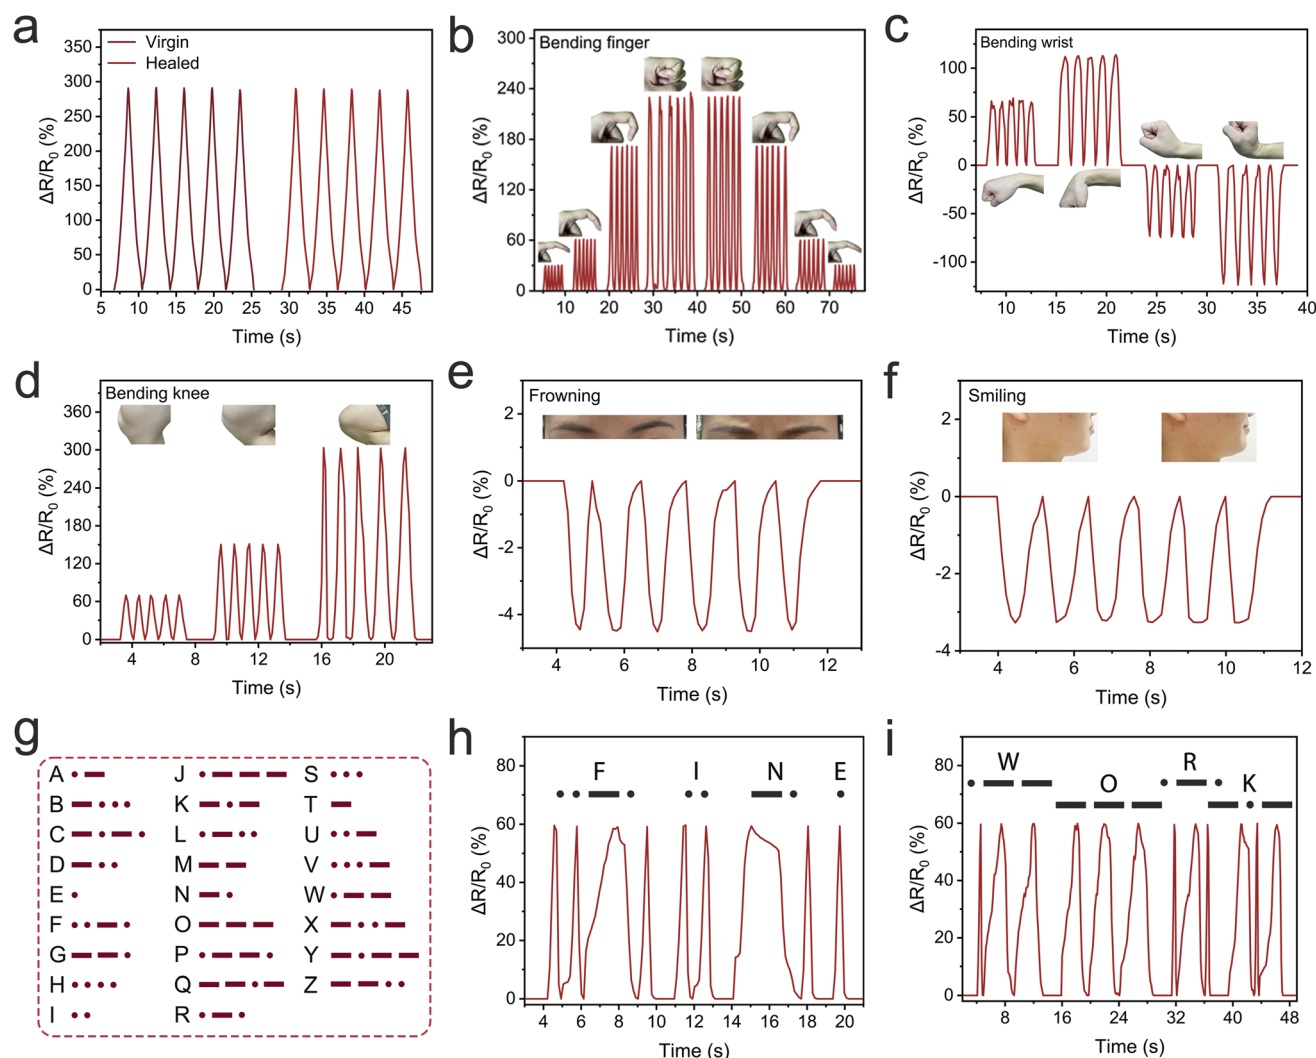 a
Virgin
Healed
350
300
250
200
150
100
50
0
ΔR/R0 (%)
5 10 15 20 25 30 35 40 45
Time (s)
b
Bending finger
300
240
180
120
60
0
ΔR/R0 (%)
10 20 30 40 50 60 70
Time (s)
c
Bending wrist
100
50
0
-50
-100
ΔR/R0 (%)
10 15 20 25 30 35 40
Time (s)
d
Bending knee
360
300
240
180
120
60
0
ΔR/R0 (%)
4 8 12 16 20
Time (s)
e
Frowning
2
0
-2
-4
ΔR/R0 (%)
4 6 8 10 12
Time (s)
f
Smiling
2
0
-2
-4
ΔR/R0 (%)
4 6 8 10 12
Time (s)
g
A
B
C
D
E
F
G
H
I
J
K
L
M
N
O
P
Q
R
S
T
U
V
W
X
Y
Z
h
F I N E
80
60
40
20
0
ΔR/R0 (%)
4 6 8 10 12 14 16 18 20
Time (s)
i
W O R K
80
60
40
20
0
ΔR/R0 (%)
8 16 24 32 40 48
Time (s)